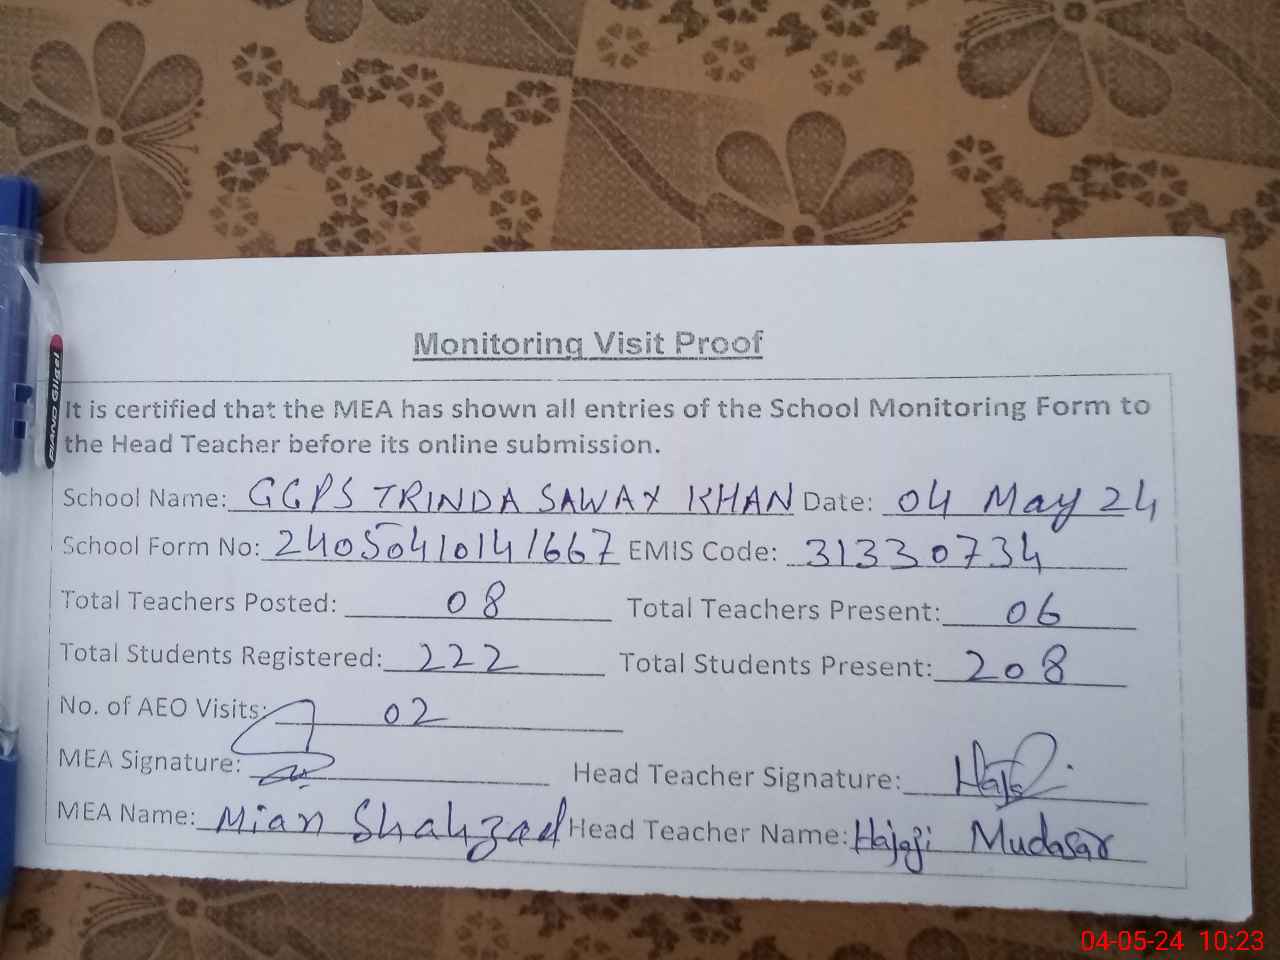 Monitoring Visit Proof
It is certified that the MEA has shown all entries of the School Monitoring Form to
the Head Teacher before its online submission.
School Name: GGPS TRINDA SAWAY KHAN Date: 04 May 24
School Form No: 24050410141667 EMIS Code: 31330734
Total Teachers Posted: 08 Total Teachers Present: 06
Total Students Registered: 222 Total Students Present: 208
No. of AEO Visits: 02
MEA Signature: Head Teacher Signature:
MEA Name: Mian Shahzad Head Teacher Name: Hajaji Mudasar
PIANO
04-05-24 10:23